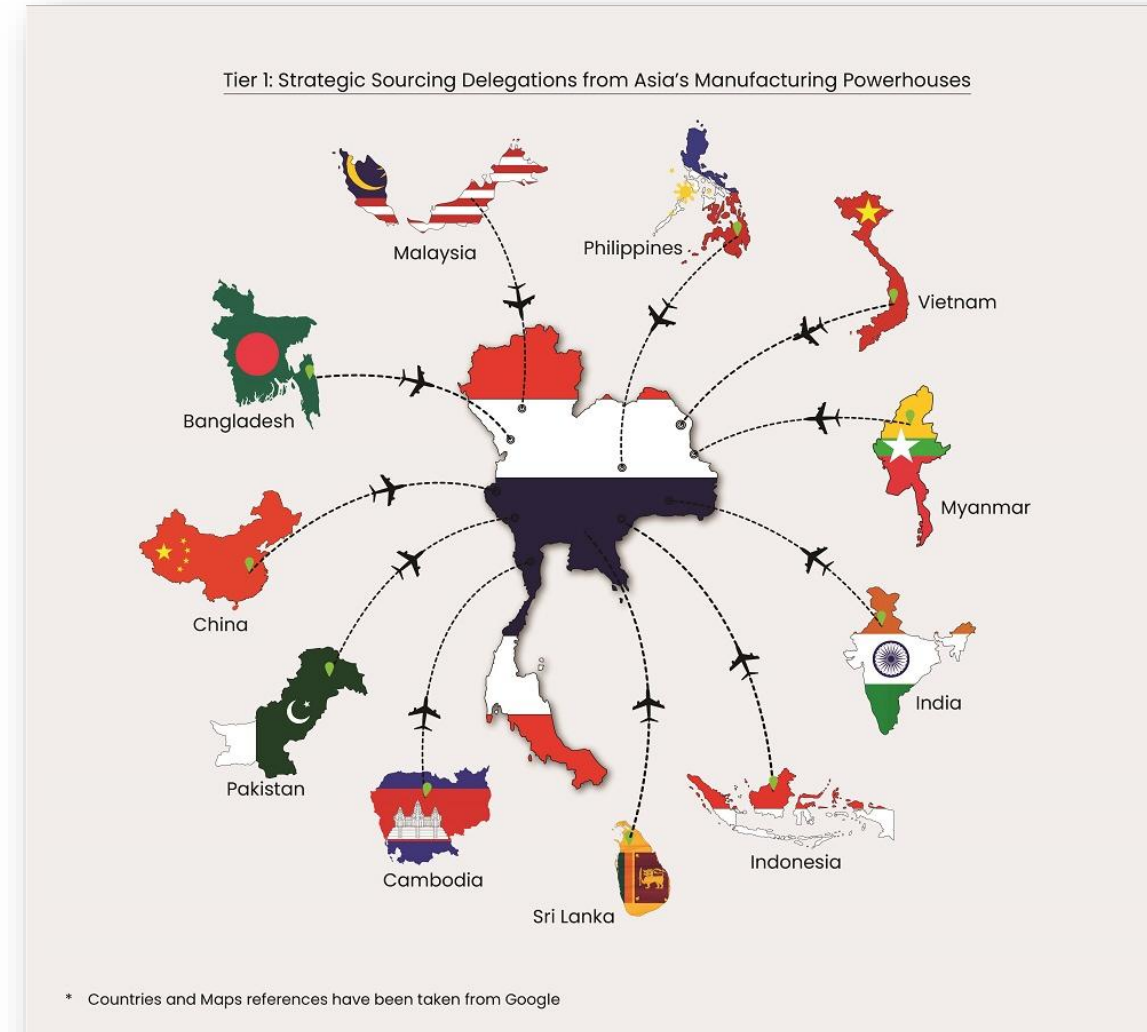 Tier 1: Strategic Sourcing Delegations from Asia's Manufacturing Powerhouses
Malaysia
Philippines
Vietnam
Bangladesh
Myanmar
China
India
Pakistan
Indonesia
Cambodia
Sri Lanka
* Countries and Maps references have been taken from Google